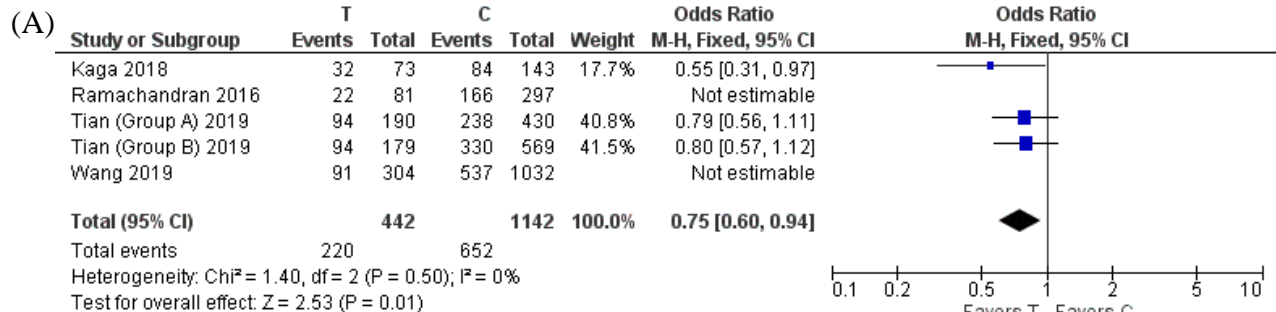 (A)
T C Odds Ratio Odds Ratio
Study or Subgroup Events Total Events Total Weight M-H, Fixed, 95% CI M-H, Fixed, 95% CI
Kaga 2018 32 73 84 143 17.7% 0.55 [0.31, 0.97]
Ramachandran 2016 22 81 166 297 Not estimable
Tian (Group A) 2019 94 190 238 430 40.8% 0.79 [0.56, 1.11]
Tian (Group B) 2019 94 179 330 569 41.5% 0.80 [0.57, 1.12]
Wang 2019 91 304 537 1032 Not estimable
Total (95% CI) 442 1142 100.0% 0.75 [0.60, 0.94]
Total events 220 652
Heterogeneity: Chi² = 1.40, df = 2 (P = 0.50); I² = 0%
Test for overall effect: Z = 2.53 (P = 0.01)
0.1 0.2 0.5 1 2 5 10
Favors T Favors C